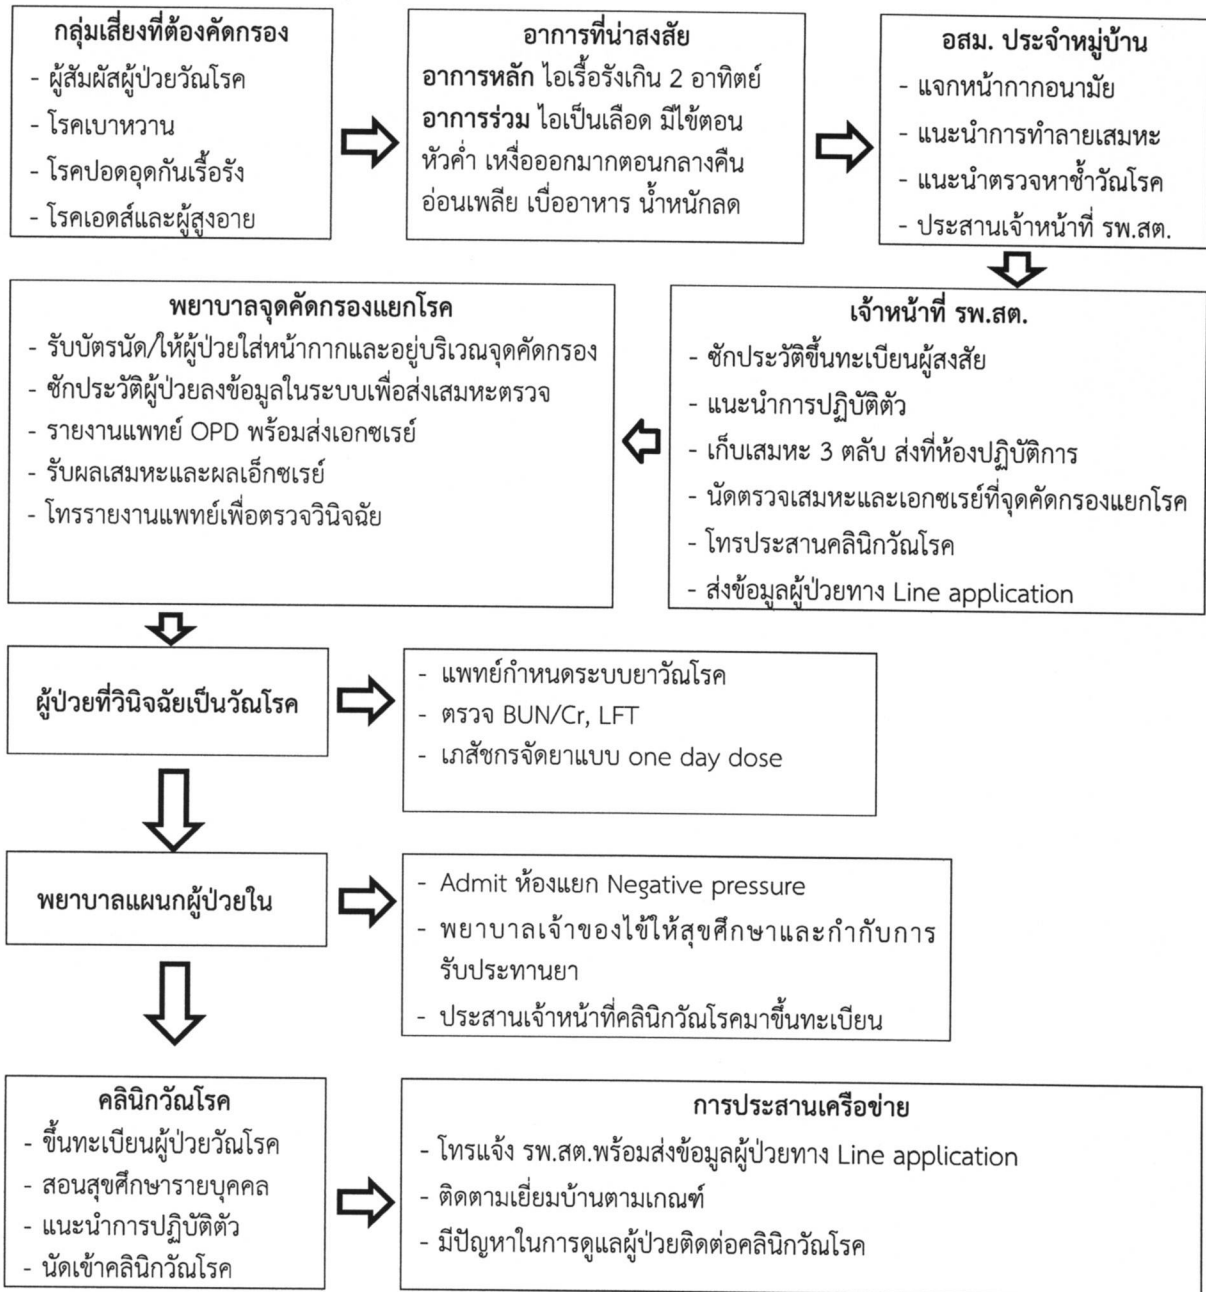 กลุ่มเสี่ยงที่ต้องคัดกรอง
- ผู้สัมผัสผู้ป่วยวัณโรค
- โรคเบาหวาน
- โรคปอดอุดกันเรื้อรัง
- โรคเอดส์และผู้สูงอาย
อาการที่น่าสงสัย
อาการหลัก ไอเรื้อรังเกิน 2 อาทิตย์
อาการร่วม ไอเป็นเลือด มีไข้ตอน
หัวค่ำ เหงื่อออกมากตอนกลางคืน
อ่อนเพลีย เบื่ออาหาร น้ำหนักลด
อสม. ประจำหมู่บ้าน
- แจกหน้ากากอนามัย
- แนะนำการทำลายเสมหะ
- แนะนำตรวจหาซ้ำวัณโรค
- ประสานเจ้าหน้าที่ รพ.สต.
เจ้าหน้าที่ รพ.สต.
- ซักประวัติขึ้นทะเบียนผู้สงสัย
- แนะนำการปฏิบัติตัว
- เก็บเสมหะ 3 ตลับ ส่งที่ห้องปฏิบัติการ
- นัดตรวจเสมหะและเอกซเรย์ที่จุดคัดกรองแยกโรค
- โทรประสานคลินิกวัณโรค
- ส่งข้อมูลผู้ป่วยทาง Line application
พยาบาลจุดคัดกรองแยกโรค
- รับบัตรนัด/ให้ผู้ป่วยใส่หน้ากากและอยู่บริเวณจุดคัดกรอง
- ซักประวัติผู้ป่วยลงข้อมูลในระบบเพื่อส่งเสมหะตรวจ
- รายงานแพทย์ OPD พร้อมส่งเอกซเรย์
- รับผลเสมหะและผลเอ็กซเรย์
- โทรรายงานแพทย์เพื่อตรวจวินิจฉัย
ผู้ป่วยที่วินิจฉัยเป็นวัณโรค
- แพทย์กำหนดระบบยาวัณโรค
- ตรวจ BUN/Cr, LFT
- เภสัชกรจัดยาแบบ one day dose
พยาบาลแผนกผู้ป่วยใน
- Admit ห้องแยก Negative pressure
- พยาบาลเจ้าของไข้ให้สุขศึกษาและกำกับการ
รับประทานยา
- ประสานเจ้าหน้าที่คลินิกวัณโรคมาขึ้นทะเบียน
คลินิกวัณโรค
- ขึ้นทะเบียนผู้ป่วยวัณโรค
- สอนสุขศึกษารายบุคคล
- แนะนำการปฏิบัติตัว
- นัดเข้าคลินิกวัณโรค
การประสานเครือข่าย
- โทรแจ้ง รพ.สต.พร้อมส่งข้อมูลผู้ป่วยทาง Line application
- ติดตามเยี่ยมบ้านตามเกณฑ์
- มีปัญหาในการดูแลผู้ป่วยติดต่อคลินิกวัณโรค